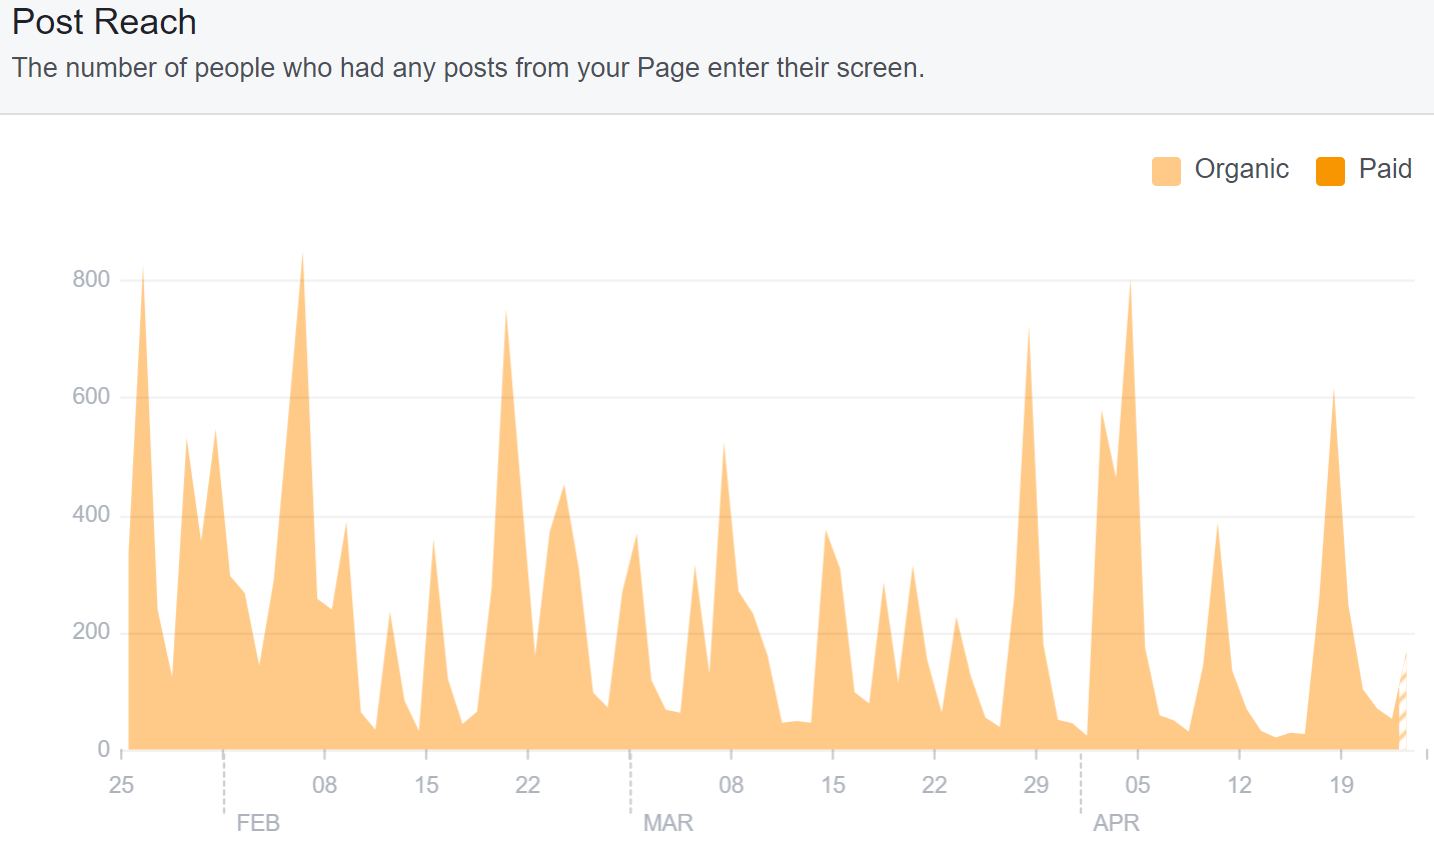 Post Reach
The number of people who had any posts from your Page enter their screen.
Organic Paid
800
600
400
200
0
25 08 15 22 08 15 22 29 05 12 19
FEB MAR APR